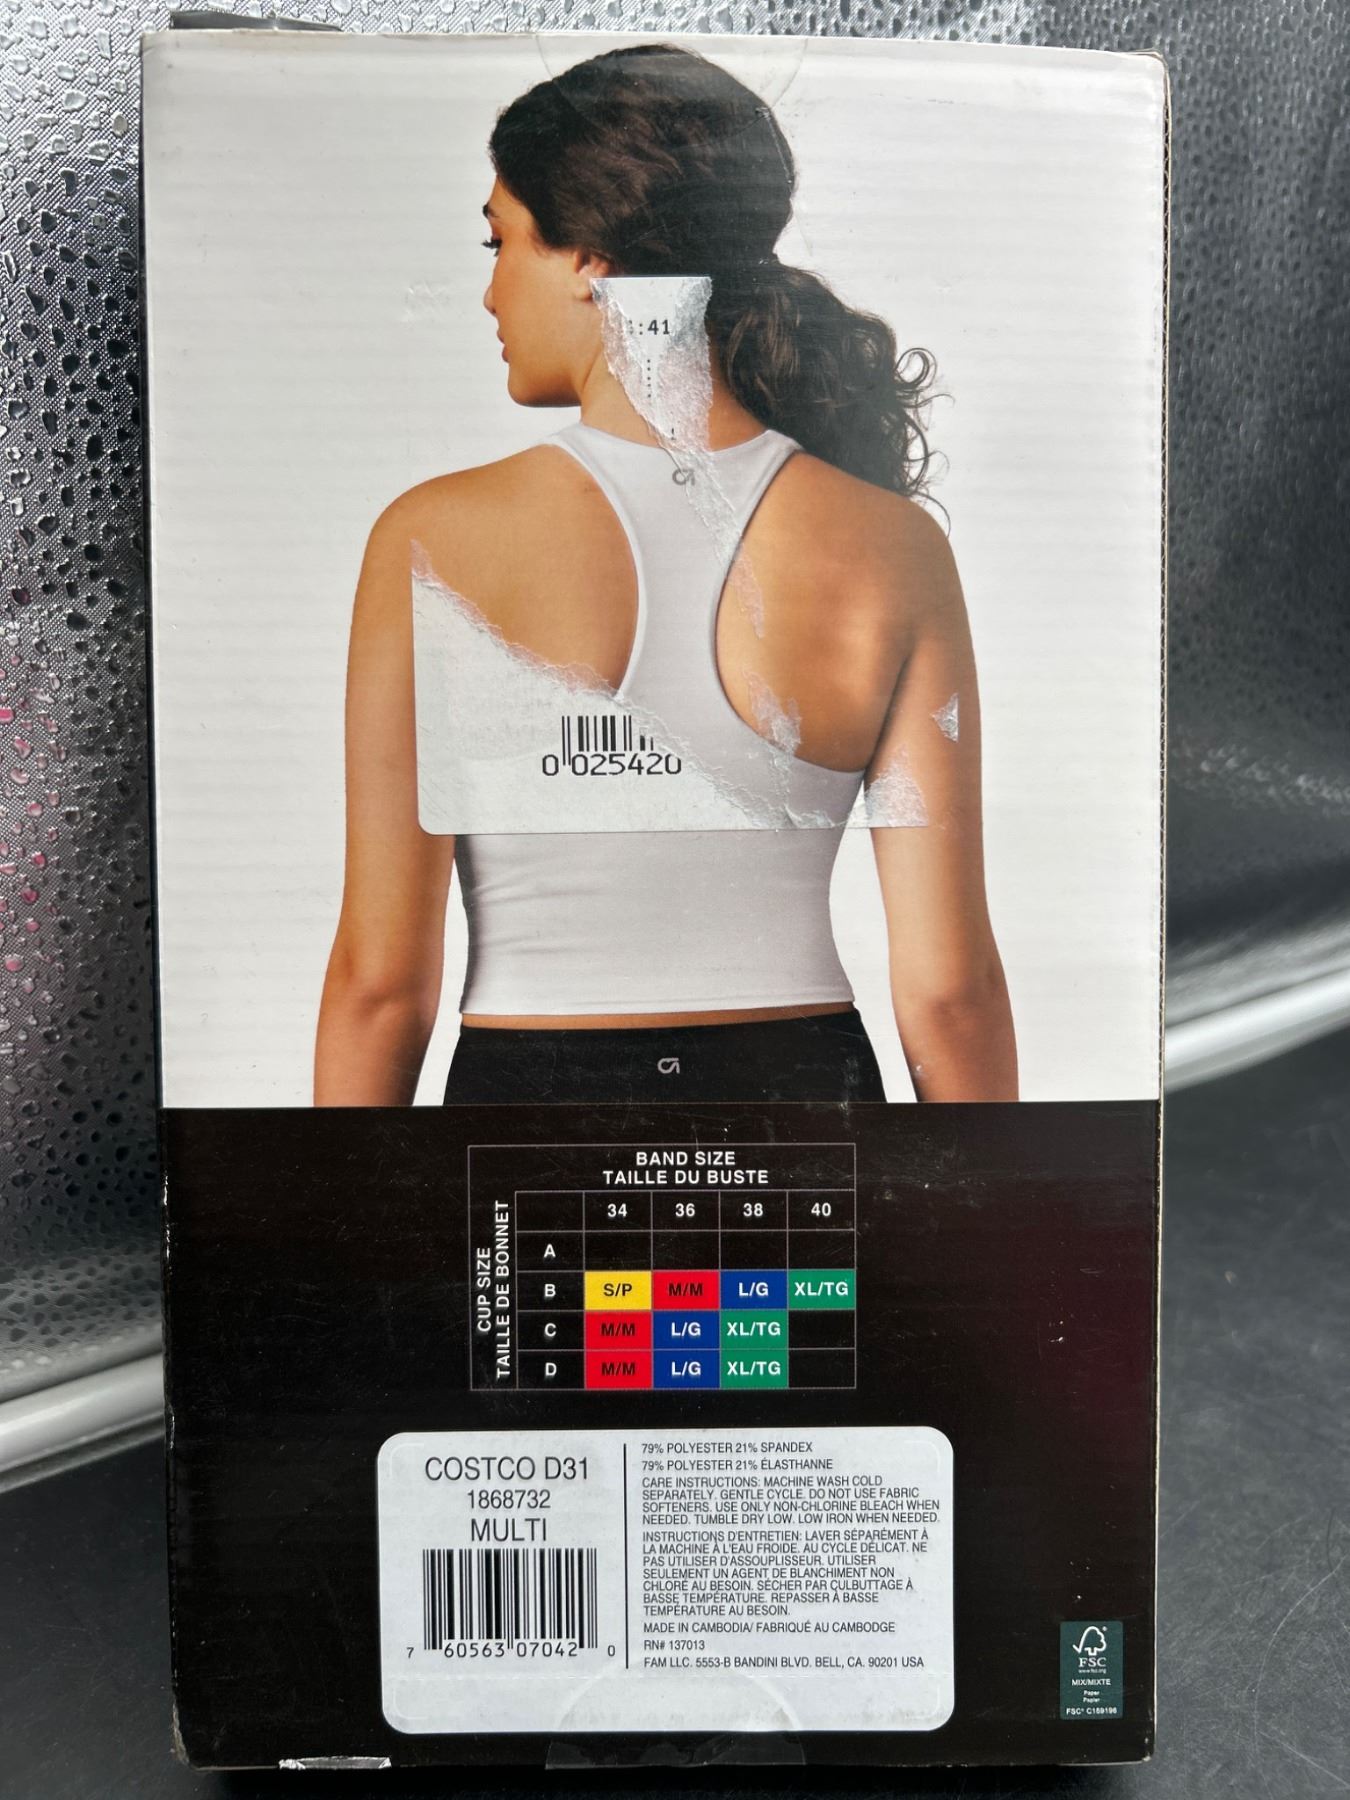 :41
0 025420
BAND SIZE
TAILLE DU BUSTE
CUP SIZE
TAILLE DE BONNET
34 36 38 40
A
B S/P M/M L/G XL/TG
C M/M L/G XL/TG
D M/M L/G XL/TG
COSTCO D31
1868732
MULTI
7 60563 07042 0
79% POLYESTER 21% SPANDEX
79% POLYESTER 21% ÉLASTHANNE
CARE INSTRUCTIONS: MACHINE WASH COLD
SEPARATELY. GENTLE CYCLE. DO NOT USE FABRIC
SOFTENERS. USE ONLY NON-CHLORINE BLEACH WHEN
NEEDED. TUMBLE DRY LOW. LOW IRON WHEN NEEDED.
INSTRUCTIONS D'ENTRETIEN: LAVER SÉPARÉMENT À
LA MACHINE À L'EAU FROIDE. AU CYCLE DÉLICAT. NE
PAS UTILISER D'ASSOUPLISSEUR. UTILISER
SEULEMENT UN AGENT DE BLANCHIMENT NON
CHLORÉ AU BESOIN. SÉCHER PAR CULBUTTAGE À
BASSE TEMPÉRATURE. REPASSER À BASSE
TEMPÉRATURE AU BESOIN.
MADE IN CAMBODIA/ FABRIQUÉ AU CAMBODGE
RN# 137013
FAM LLC. 5553-B BANDINI BLVD. BELL, CA. 90201 USA
FSC
www.fsc.org
MIX/MIXTE
Paper
Papier
FSC® C159196